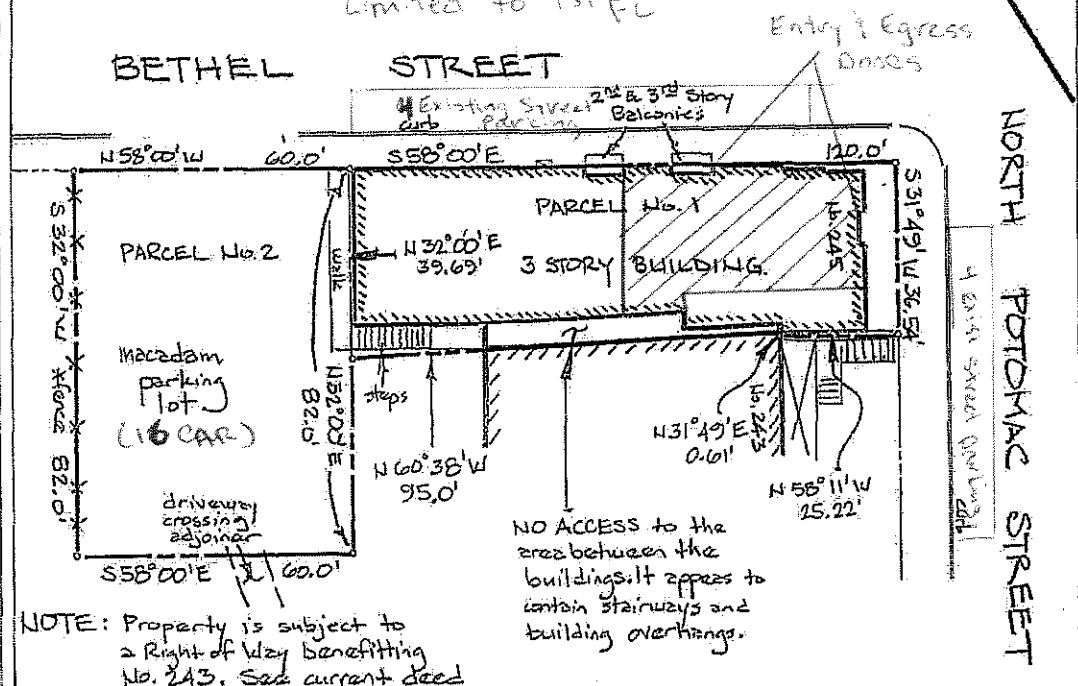 Limited to 1st FL
Entry & Egress
Doors
BETHEL STREET
4 Existing Street
Parking
curb
2nd & 3rd Story
Balconies
N58°00'W 60.0'
S58°00'E 120.0'
PARCEL No. 1
No. 245
S31°49'W 36.54'
NORTH POTOMAC STREET
4 street parking
curb
S32°00'W xfence 82.0'
PARCEL No. 2
walk
N32°00'E
39.69'
3 STORY BUILDING.
macadam
parking
lot
(16 CAR)
N32°00'E
82.0'
steps
N60°38'W
95.0'
No. 243
N31°49'E
0.61'
N58°11'W
25.22'
driveway
crossing
adjoiner
S58°00'E 60.0'
NO ACCESS to the
area between the
buildings. It appears to
contain stairways and
building overhangs.
NOTE: Property is subject to
a Right of Way benefitting
No. 243. See current deed